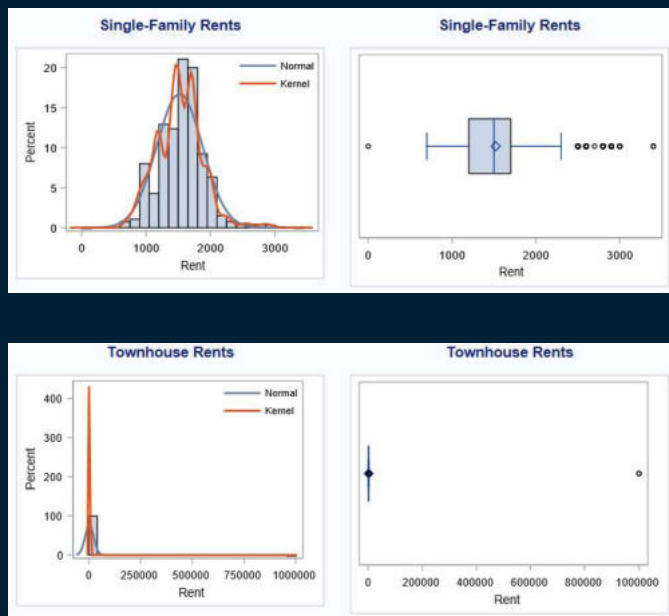 Single-Family Rents
Normal
Kernel
20
15
10
5
0
Percent
0 1000 2000 3000
Rent
Single-Family Rents
0 1000 2000 3000
Rent
Townhouse Rents
Normal
Kernel
400
300
200
100
0
Percent
0 250000 500000 750000 1000000
Rent
Townhouse Rents
0 200000 400000 600000 800000 1000000
Rent